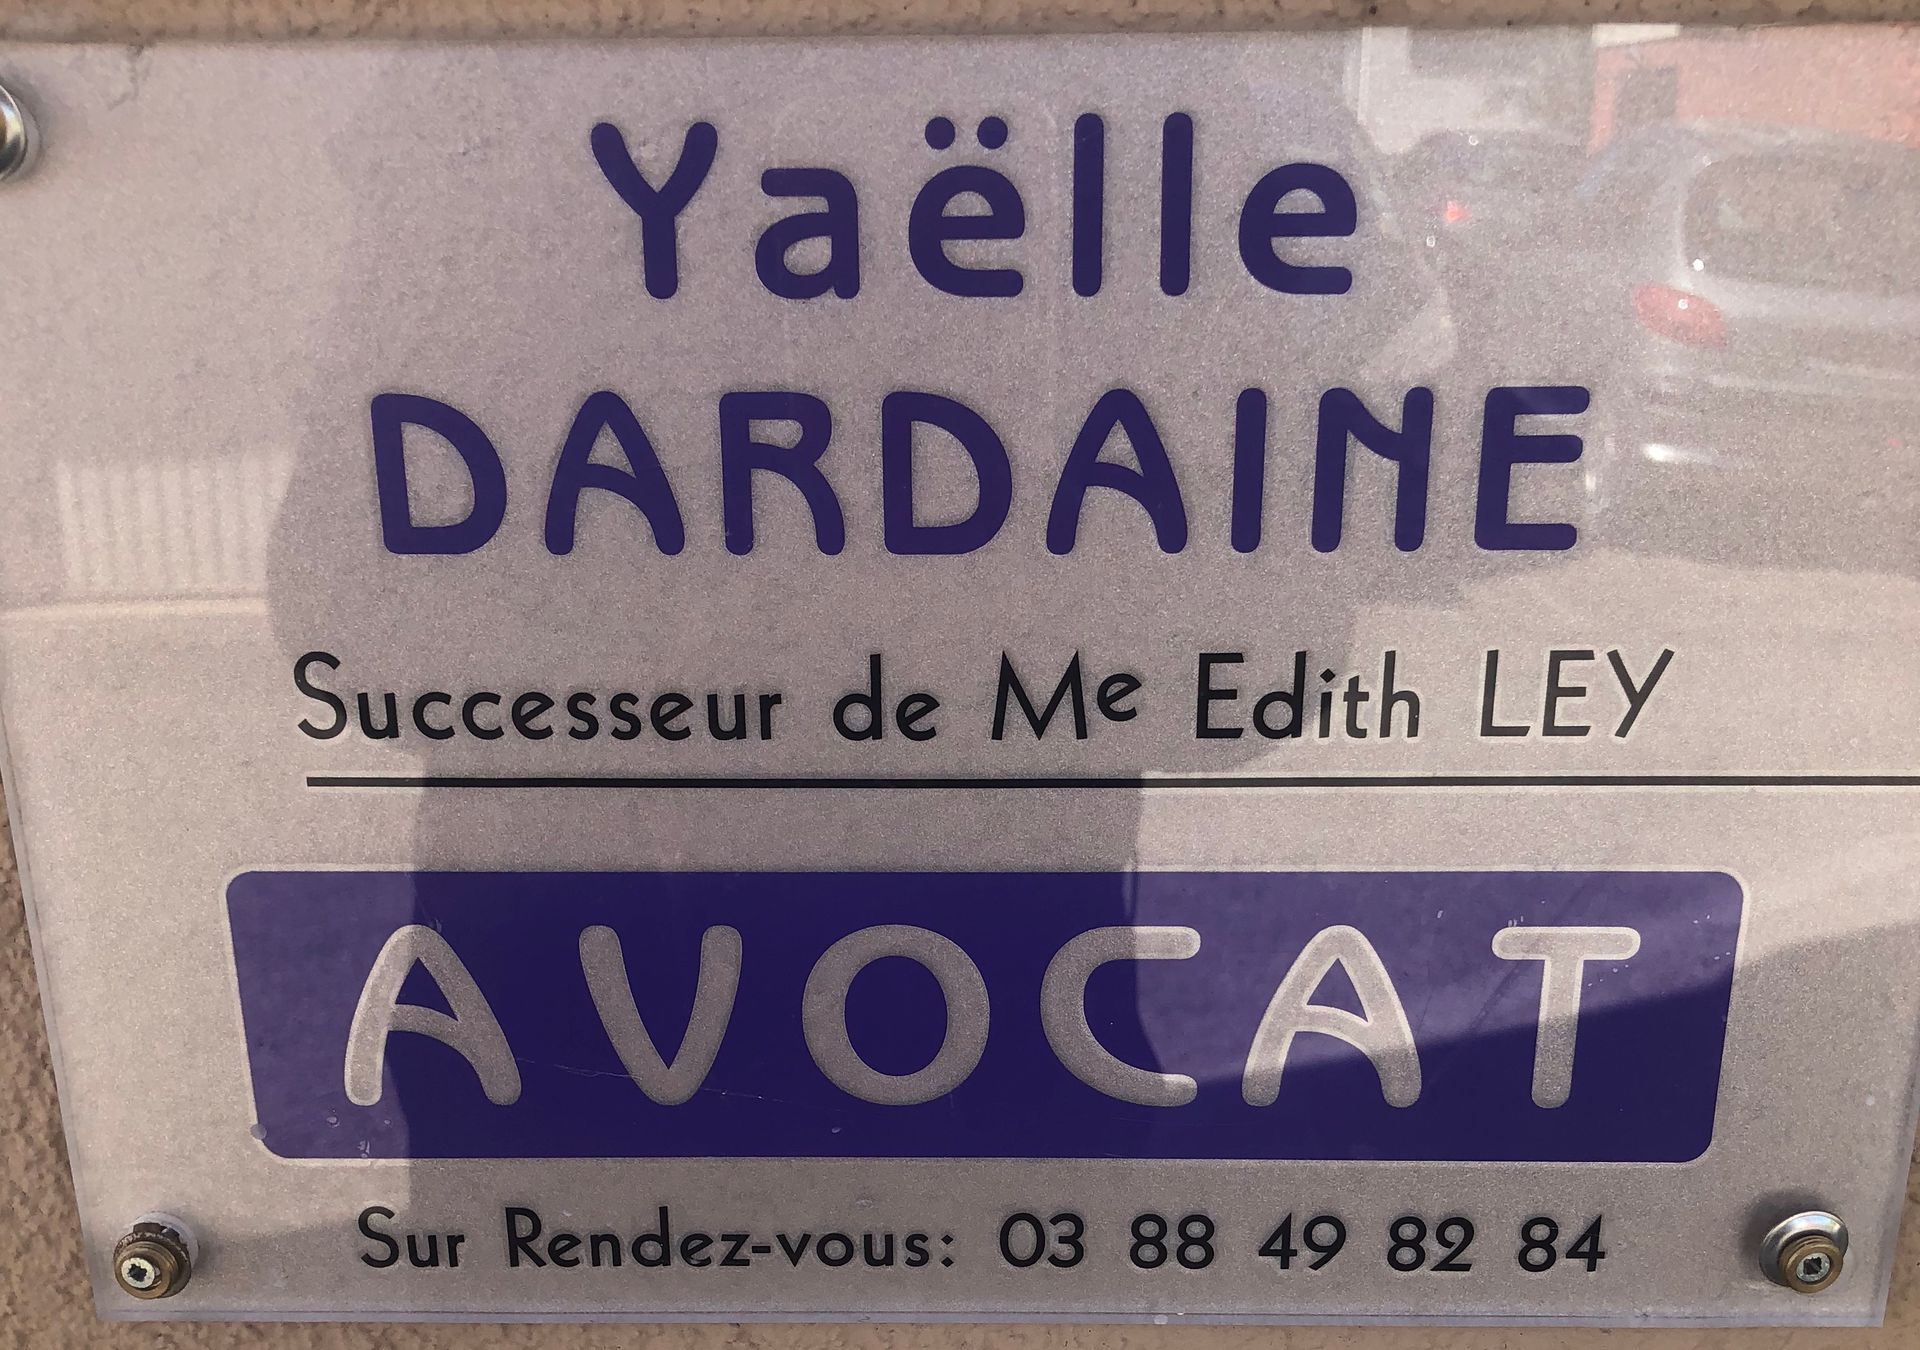 Yaëlle
DARDAINE
Successeur de Me Edith LEY
AVOCAT
Sur Rendez-vous: 03 88 49 82 84